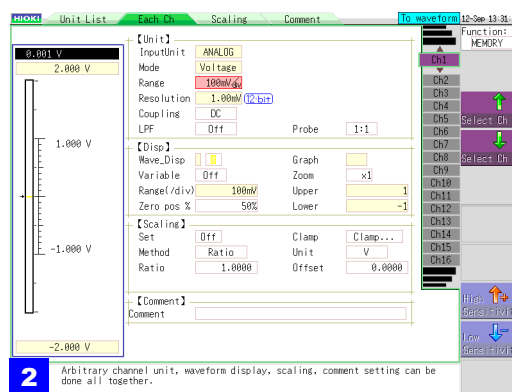 HIOKI Unit List Each Ch Scaling Comment To waveform 12-Sep 13:31
Function:
MEMORY
0.001 V
2.000 V
1.000 V
-1.000 V
-2.000 V
【Unit】
InputUnit ANALOG
Mode Voltage
Range 100mV/div
Resolution 1.00mV (12-bit)
Coupling DC
LPF Off Probe 1:1
【Disp】
Wave_Disp Graph
Variable Off Zoom x1
Range(/div) 100mV Upper 1
Zero pos % 50% Lower -1
【Scaling】
Set Off Clamp Clamp...
Method Ratio Unit V
Ratio 1.0000 Offset 0.0000
【Comment】
Comment
Ch1
Ch2
Ch3
Ch4
Ch5
Ch6
Ch7
Ch8
Ch9
Ch10
Ch11
Ch12
Ch13
Ch14
Ch15
Ch16
Select Ch
Select Ch
High
Sensitivi
Low
Sensitivi
2
Arbitrary channel unit, waveform display, scaling, comment setting can be
done all together.